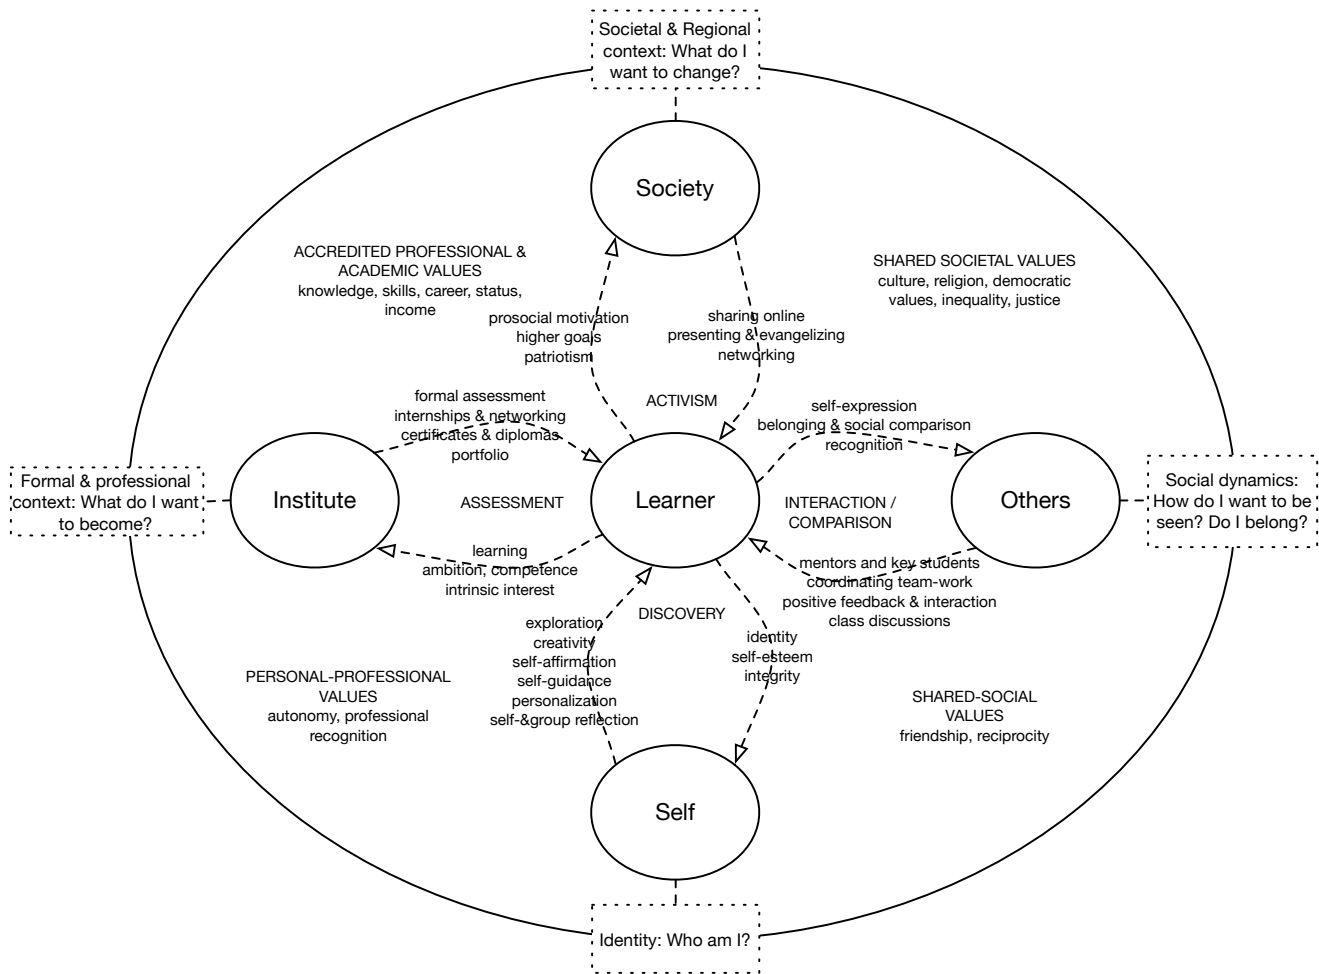 Societal & Regional
context: What do I
want to change?
Society
ACCREDITED PROFESSIONAL &
ACADEMIC VALUES
knowledge, skills, career, status,
income
SHARED SOCIETAL VALUES
culture, religion, democratic
values, inequality, justice
prosocial motivation
higher goals
patriotism
sharing online
presenting & evangelizing
networking
ACTIVISM
formal assessment
internships & networking
certificates & diplomas
portfolio
self-expression
belonging & social comparison
recognition
Formal & professional
context: What do I want
to become?
Institute
ASSESSMENT
Learner
INTERACTION /
COMPARISON
Others
Social dynamics:
How do I want to be
seen? Do I belong?
learning
ambition, competence
intrinsic interest
mentors and key students
coordinating team-work
positive feedback & interaction
class discussions
DISCOVERY
exploration
creativity
self-affirmation
self-guidance
personalization
self-&group reflection
identity
self-esteem
integrity
PERSONAL-PROFESSIONAL
VALUES
autonomy, professional
recognition
SHARED-SOCIAL
VALUES
friendship, reciprocity
Self
Identity: Who am I?